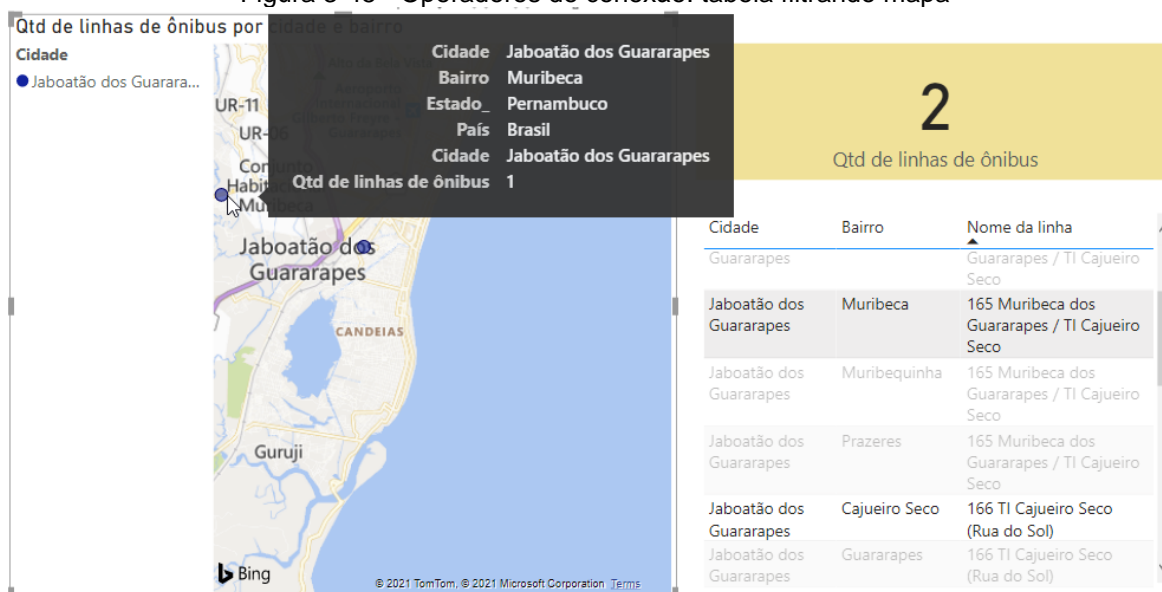 Qtd de linhas de ônibus por cidade e bairro
Cidade
Jaboatão dos Guarara...
Cidade Jaboatão dos Guararapes
Bairro Muribeca
Estado_ Pernambuco
País Brasil
Cidade Jaboatão dos Guararapes
Qtd de linhas de ônibus 1
UR-11
UR-06
Conjunto
Habitac
Muribeca
Jaboatão dos
Guararapes
CANDEIAS
Guruji
Bing
© 2021 TomTom, © 2021 Microsoft Corporation Terms
2
Qtd de linhas de ônibus
Cidade Bairro Nome da linha
Guararapes Guararapes / TI Cajueiro
Seco
Jaboatão dos Muribeca 165 Muribeca dos
Guararapes Guararapes / TI Cajueiro
Seco
Jaboatão dos Muribequinha 165 Muribeca dos
Guararapes Guararapes / TI Cajueiro
Seco
Jaboatão dos Prazeres 165 Muribeca dos
Guararapes Guararapes / TI Cajueiro
Seco
Jaboatão dos Cajueiro Seco 166 TI Cajueiro Seco
Guararapes (Rua do Sol)
Jaboatão dos Guararapes 166 TI Cajueiro Seco
Guararapes (Rua do Sol)